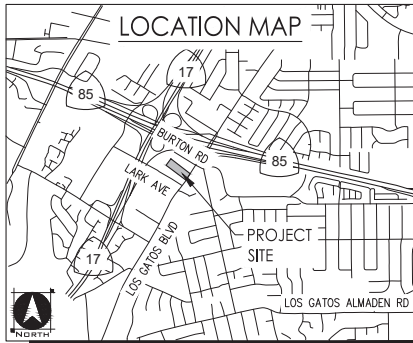 LOCATION MAP
17
85
BURTON RD
85
LARK AVE
PROJECT
SITE
17
LOS GATOS BLVD
LOS GATOS ALMADEN RD
NORTH